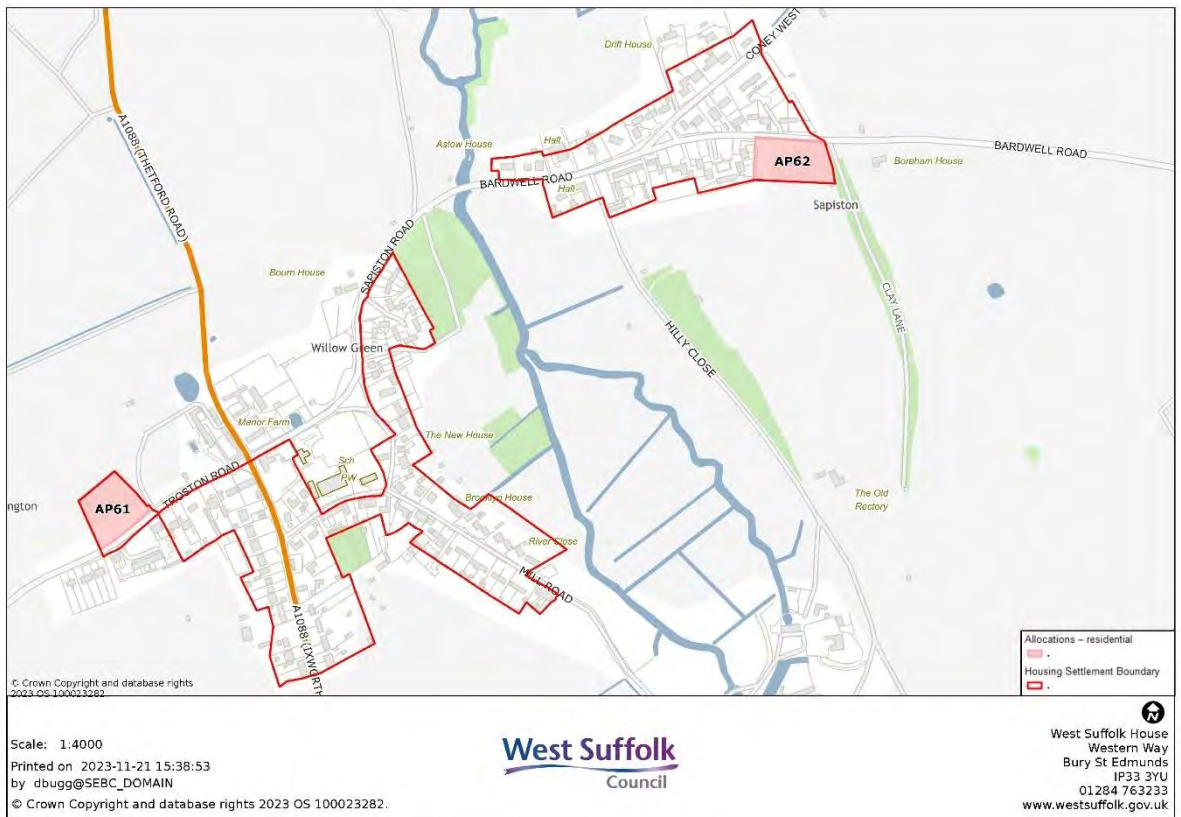 CONEY WEST
Drift House
A1088 (THETFORD ROAD)
Astow House
Hall
BARDWELL ROAD
AP62
Boreham House
BARDWELL ROAD
Hall
Sapiston
SAPISTON ROAD
Bourn House
CLAY LANE
HILLY CLOSE
Willow Green
Manor Farm
The New House
Sch
PW
TROSTON ROAD
Brooklyn House
The Old
Rectory
ngton
AP61
River Close
MILL ROAD
A1088 (IXWORTH
Allocations – residential
.
Housing Settlement Boundary
.
© Crown Copyright and database rights
2023 OS 100023282.
N
Scale: 1:4000
Printed on 2023-11-21 15:38:53
by dbugg@SEBC_DOMAIN
© Crown Copyright and database rights 2023 OS 100023282.
West Suffolk
Council
West Suffolk House
Western Way
Bury St Edmunds
IP33 3YU
01284 763233
www.westsuffolk.gov.uk